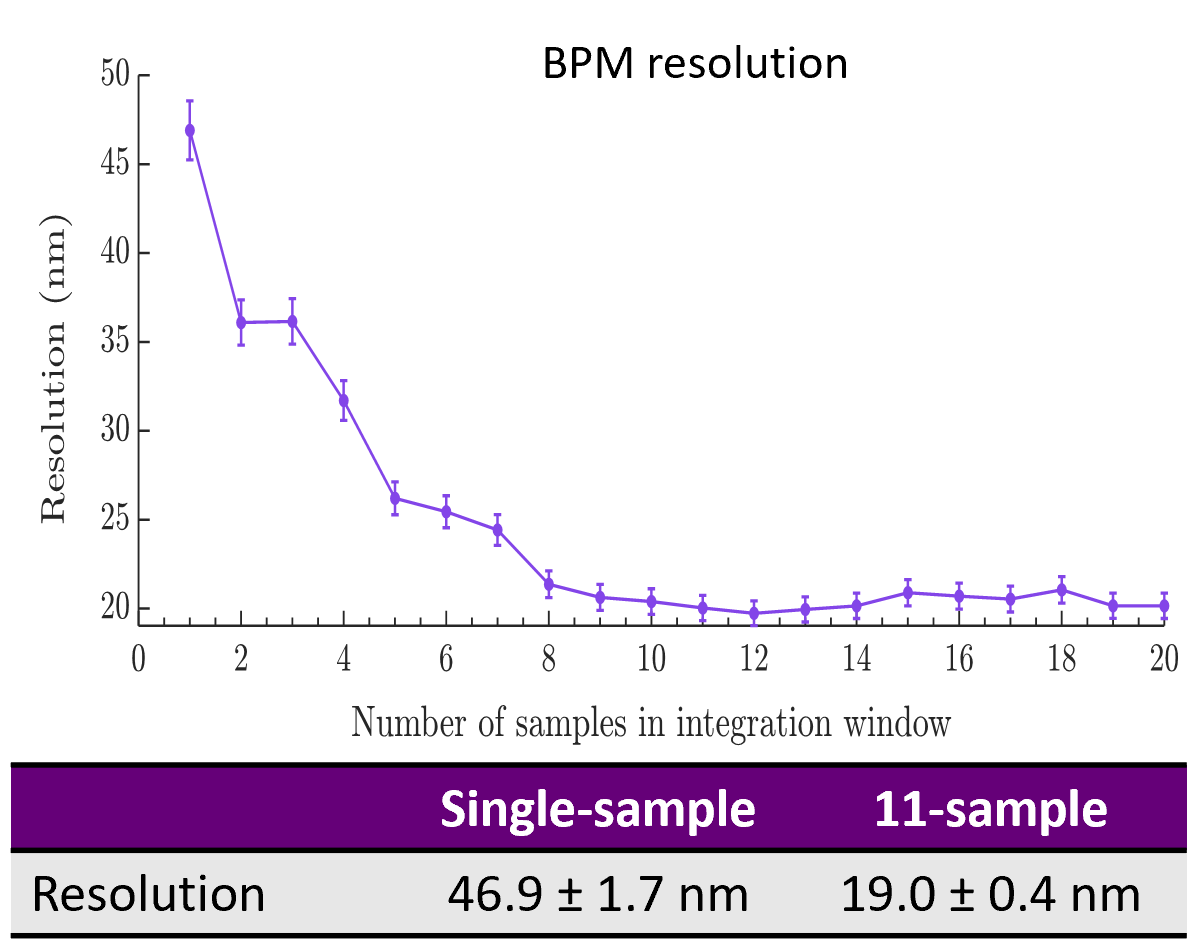 BPM resolution
50
45
40
35
30
25
20
Resolution (nm)
0 2 4 6 8 10 12 14 16 18 20
Number of samples in integration window
Single-sample 11-sample
Resolution 46.9 ± 1.7 nm 19.0 ± 0.4 nm